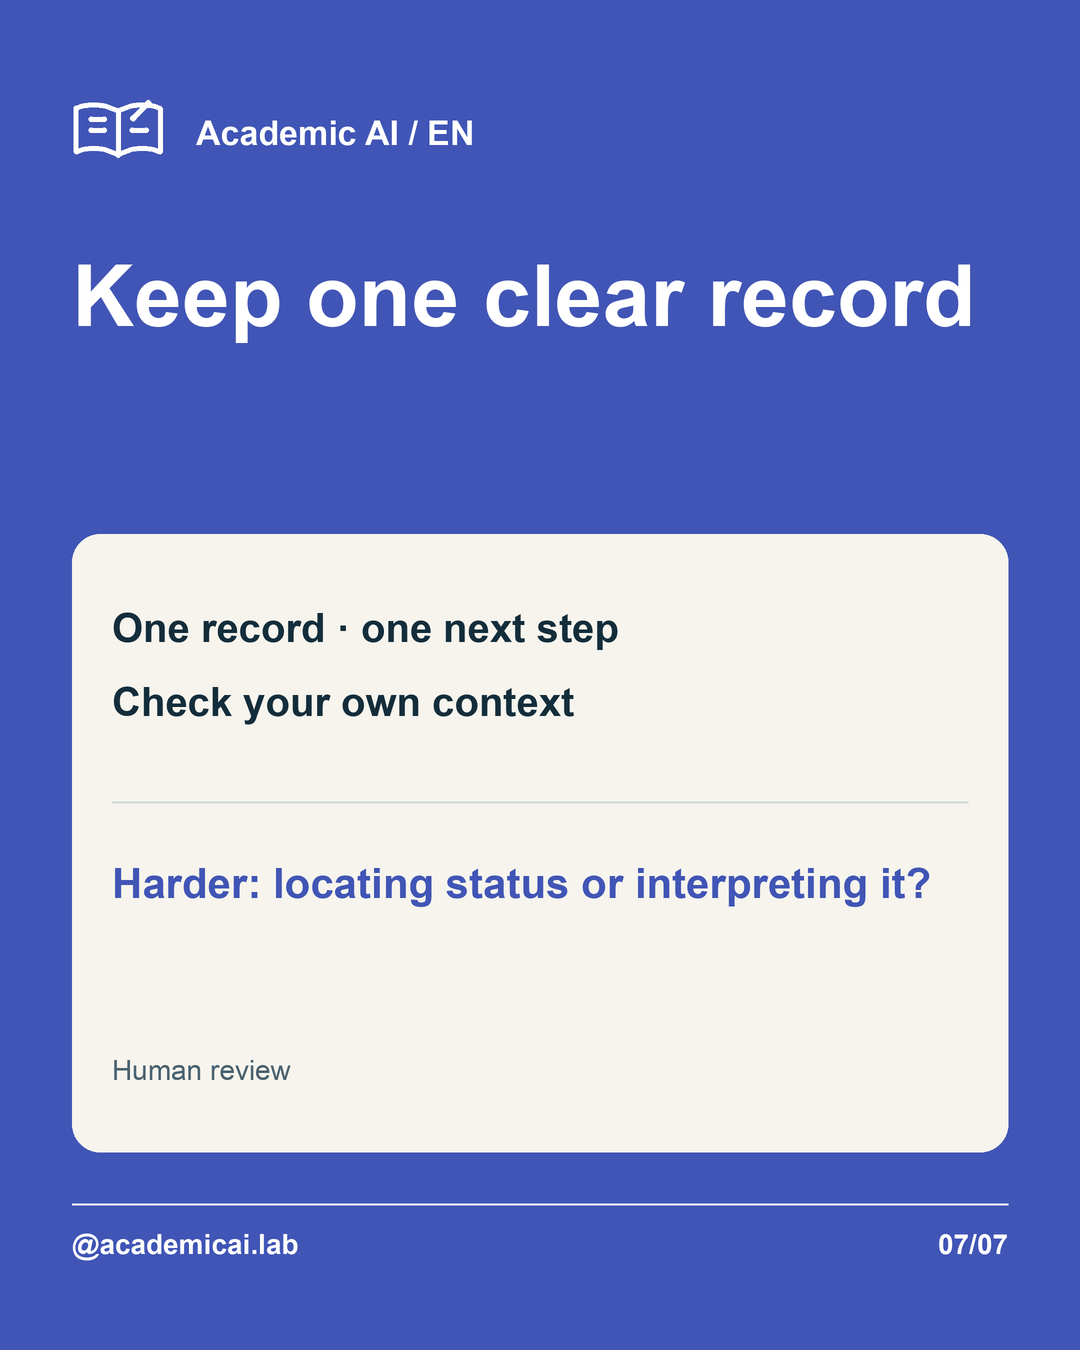 Academic AI / EN
Keep one clear record
One record · one next step
Check your own context
Harder: locating status or interpreting it?
Human review
@academicai.lab
07/07